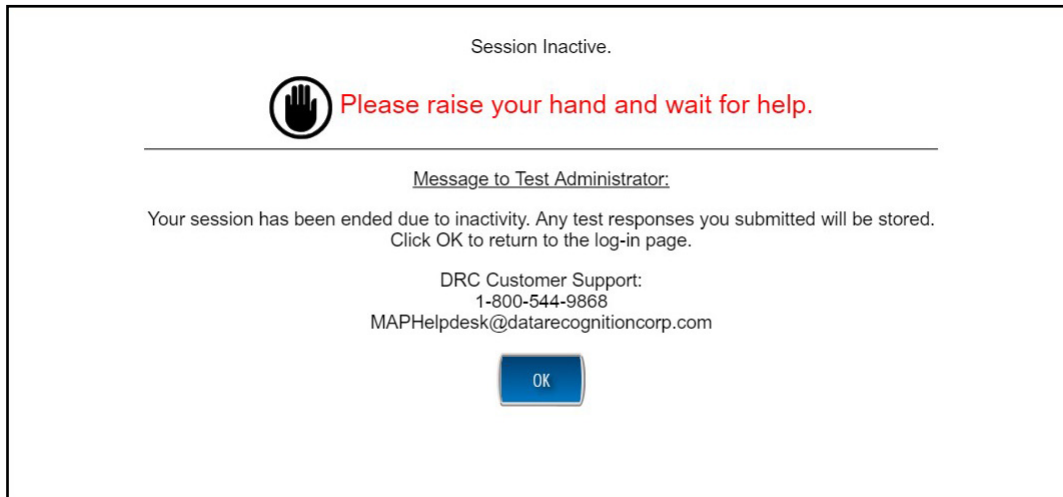 Session Inactive.
Please raise your hand and wait for help.
Message to Test Administrator:
Your session has been ended due to inactivity. Any test responses you submitted will be stored.
Click OK to return to the log-in page.
DRC Customer Support:
1-800-544-9868
MAPHelpdesk@datarecognitioncorp.com
OK